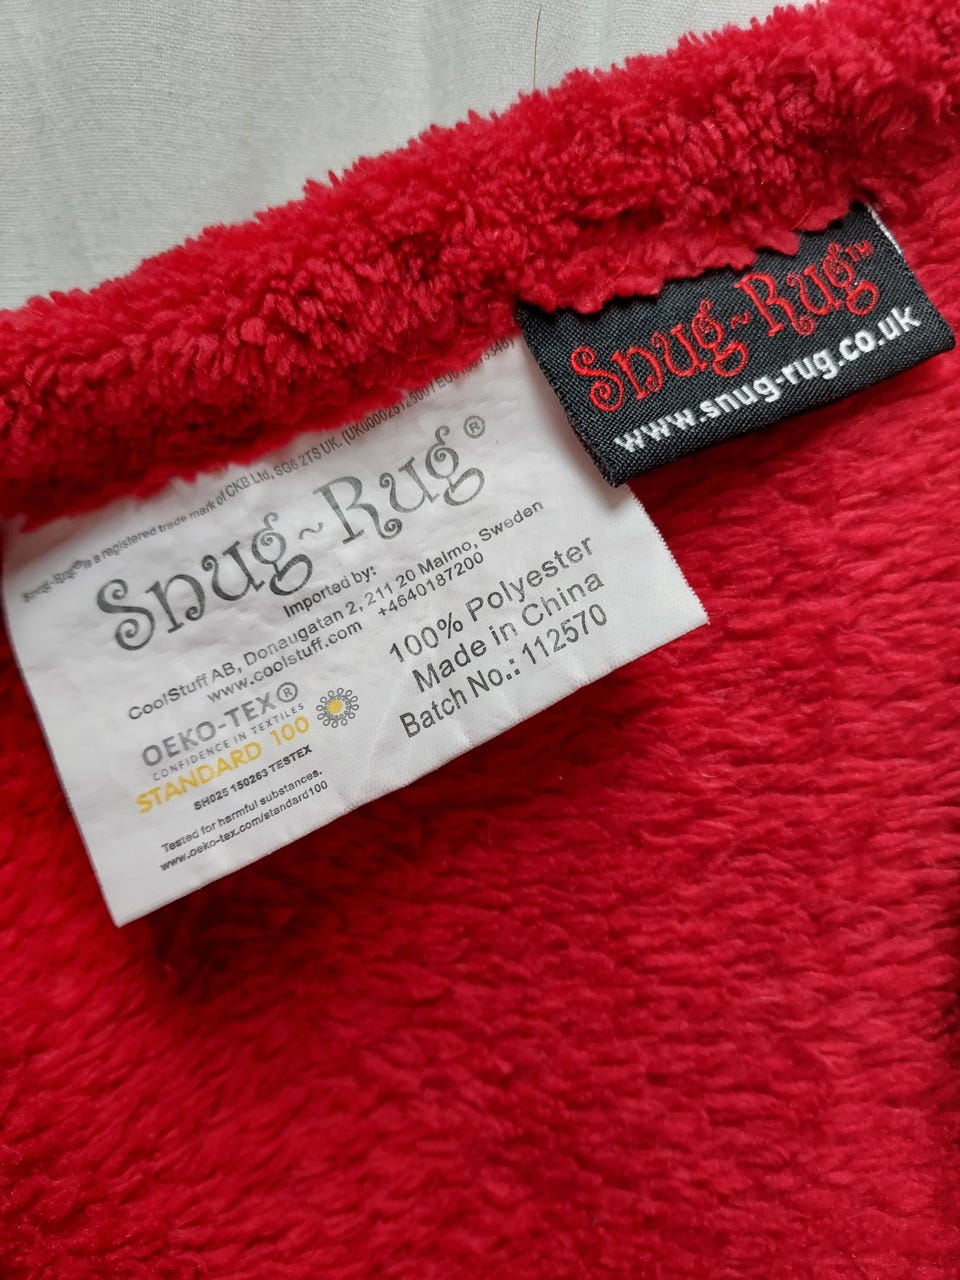 Snug~Rug™
www.snug-rug.co.uk
Snug-Rug® is a registered trade mark of CKB Ltd, SG6 2TS UK.
Snug~Rug®
Imported by:
CoolStuff AB, Donaugatan 2, 211 20 Malmo, Sweden
www.coolstuff.com +4640187200
OEKO-TEX®
CONFIDENCE IN TEXTILES
STANDARD 100
SH025 150263 TESTEX
Tested for harmful substances.
www.oeko-tex.com/standard100
100% Polyester
Made in China
Batch No.: 112570